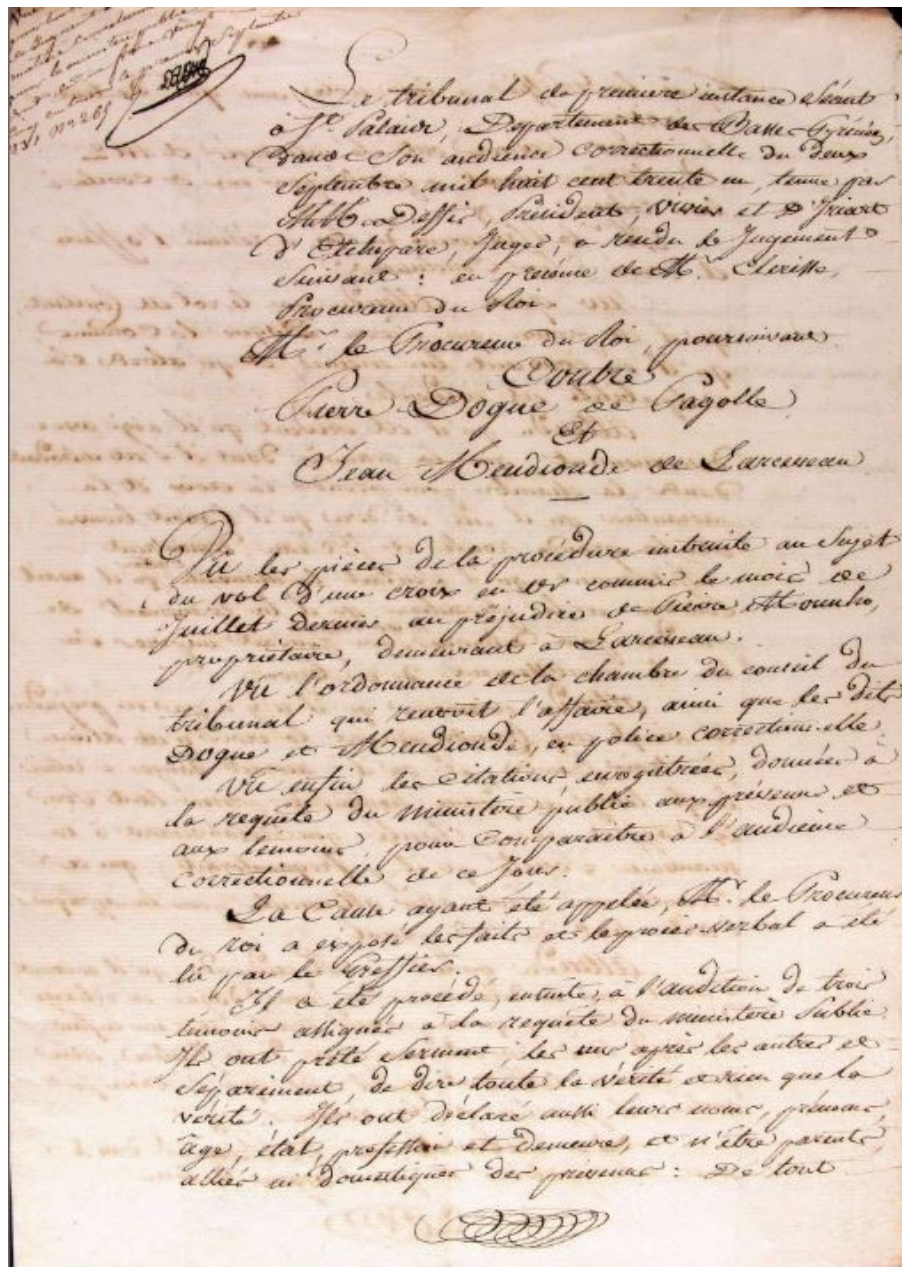 Le tribunal de première instance séant
à St. Palais, Département des Basses Pyrénées,
dans son audience correctionnelle du deux
Septembre mil huit cent trente un, tenue par
MM. Deffis, Président, Vivier et D'Iriart
D'Etchepare, Juges, a rendu le Jugement
Suivant : en présence de Mr. Clerisse,
Procureur du Roi.
Mr. le Procureur du Roi, poursuivant
Contre
Pierre Dogue de Pagolle
Et
Jean Mendionde de Larceveau
Vu les pièces de la procédure instruite au Sujet
du vol d'une croix en or commis le mois de
Juillet dernier au préjudice de Pierre Mounho,
propriétaire, demeurant à Larceveau.
Vu l'ordonnance de la chambre du conseil du
tribunal qui renvoit l'affaire, ainsi que les dits
Dogue et Mendionde, en police correctionnelle.
Vu enfin les citations enregistrées, données à
la requête du ministère public aux prévenus et
aux témoins, pour Comparaître à l'audience
correctionnelle de ce Jour.
La Cause ayant été appelée, Mr. le Procureur
du roi a exposé les faits et le procès-verbal a été
lu par le Greffier.
Il a été procédé, ensuite, à l'audition de trois
témoins assignés à la requête du ministère Public.
Ils ont prêté Serment, les uns après les autres et
Séparément, de dire toute la vérité et rien que la
vérité. Ils ont déclaré aussi leurs noms, prénoms,
âge, état, profession et demeure, et n'être parents,
alliés ni domestiques des prévenus : De tout